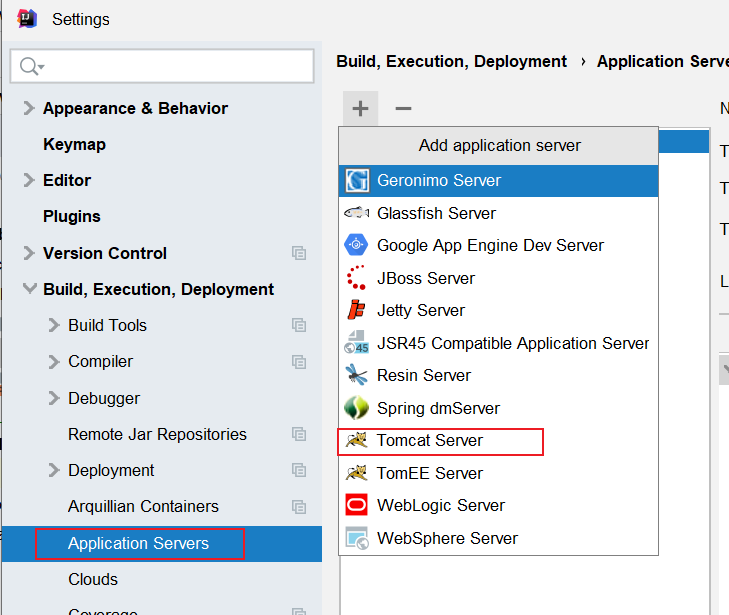 Settings
Build, Execution, Deployment › Application Serve
Appearance & Behavior
Keymap
Editor
Plugins
Version Control
Build, Execution, Deployment
Build Tools
Compiler
Debugger
Remote Jar Repositories
Deployment
Arquillian Containers
Application Servers
Clouds
Coverage
Add application server
Geronimo Server
Glassfish Server
Google App Engine Dev Server
JBoss Server
Jetty Server
JSR45 Compatible Application Server
Resin Server
Spring dmServer
Tomcat Server
TomEE Server
WebLogic Server
WebSphere Server
N
T
T
T
L